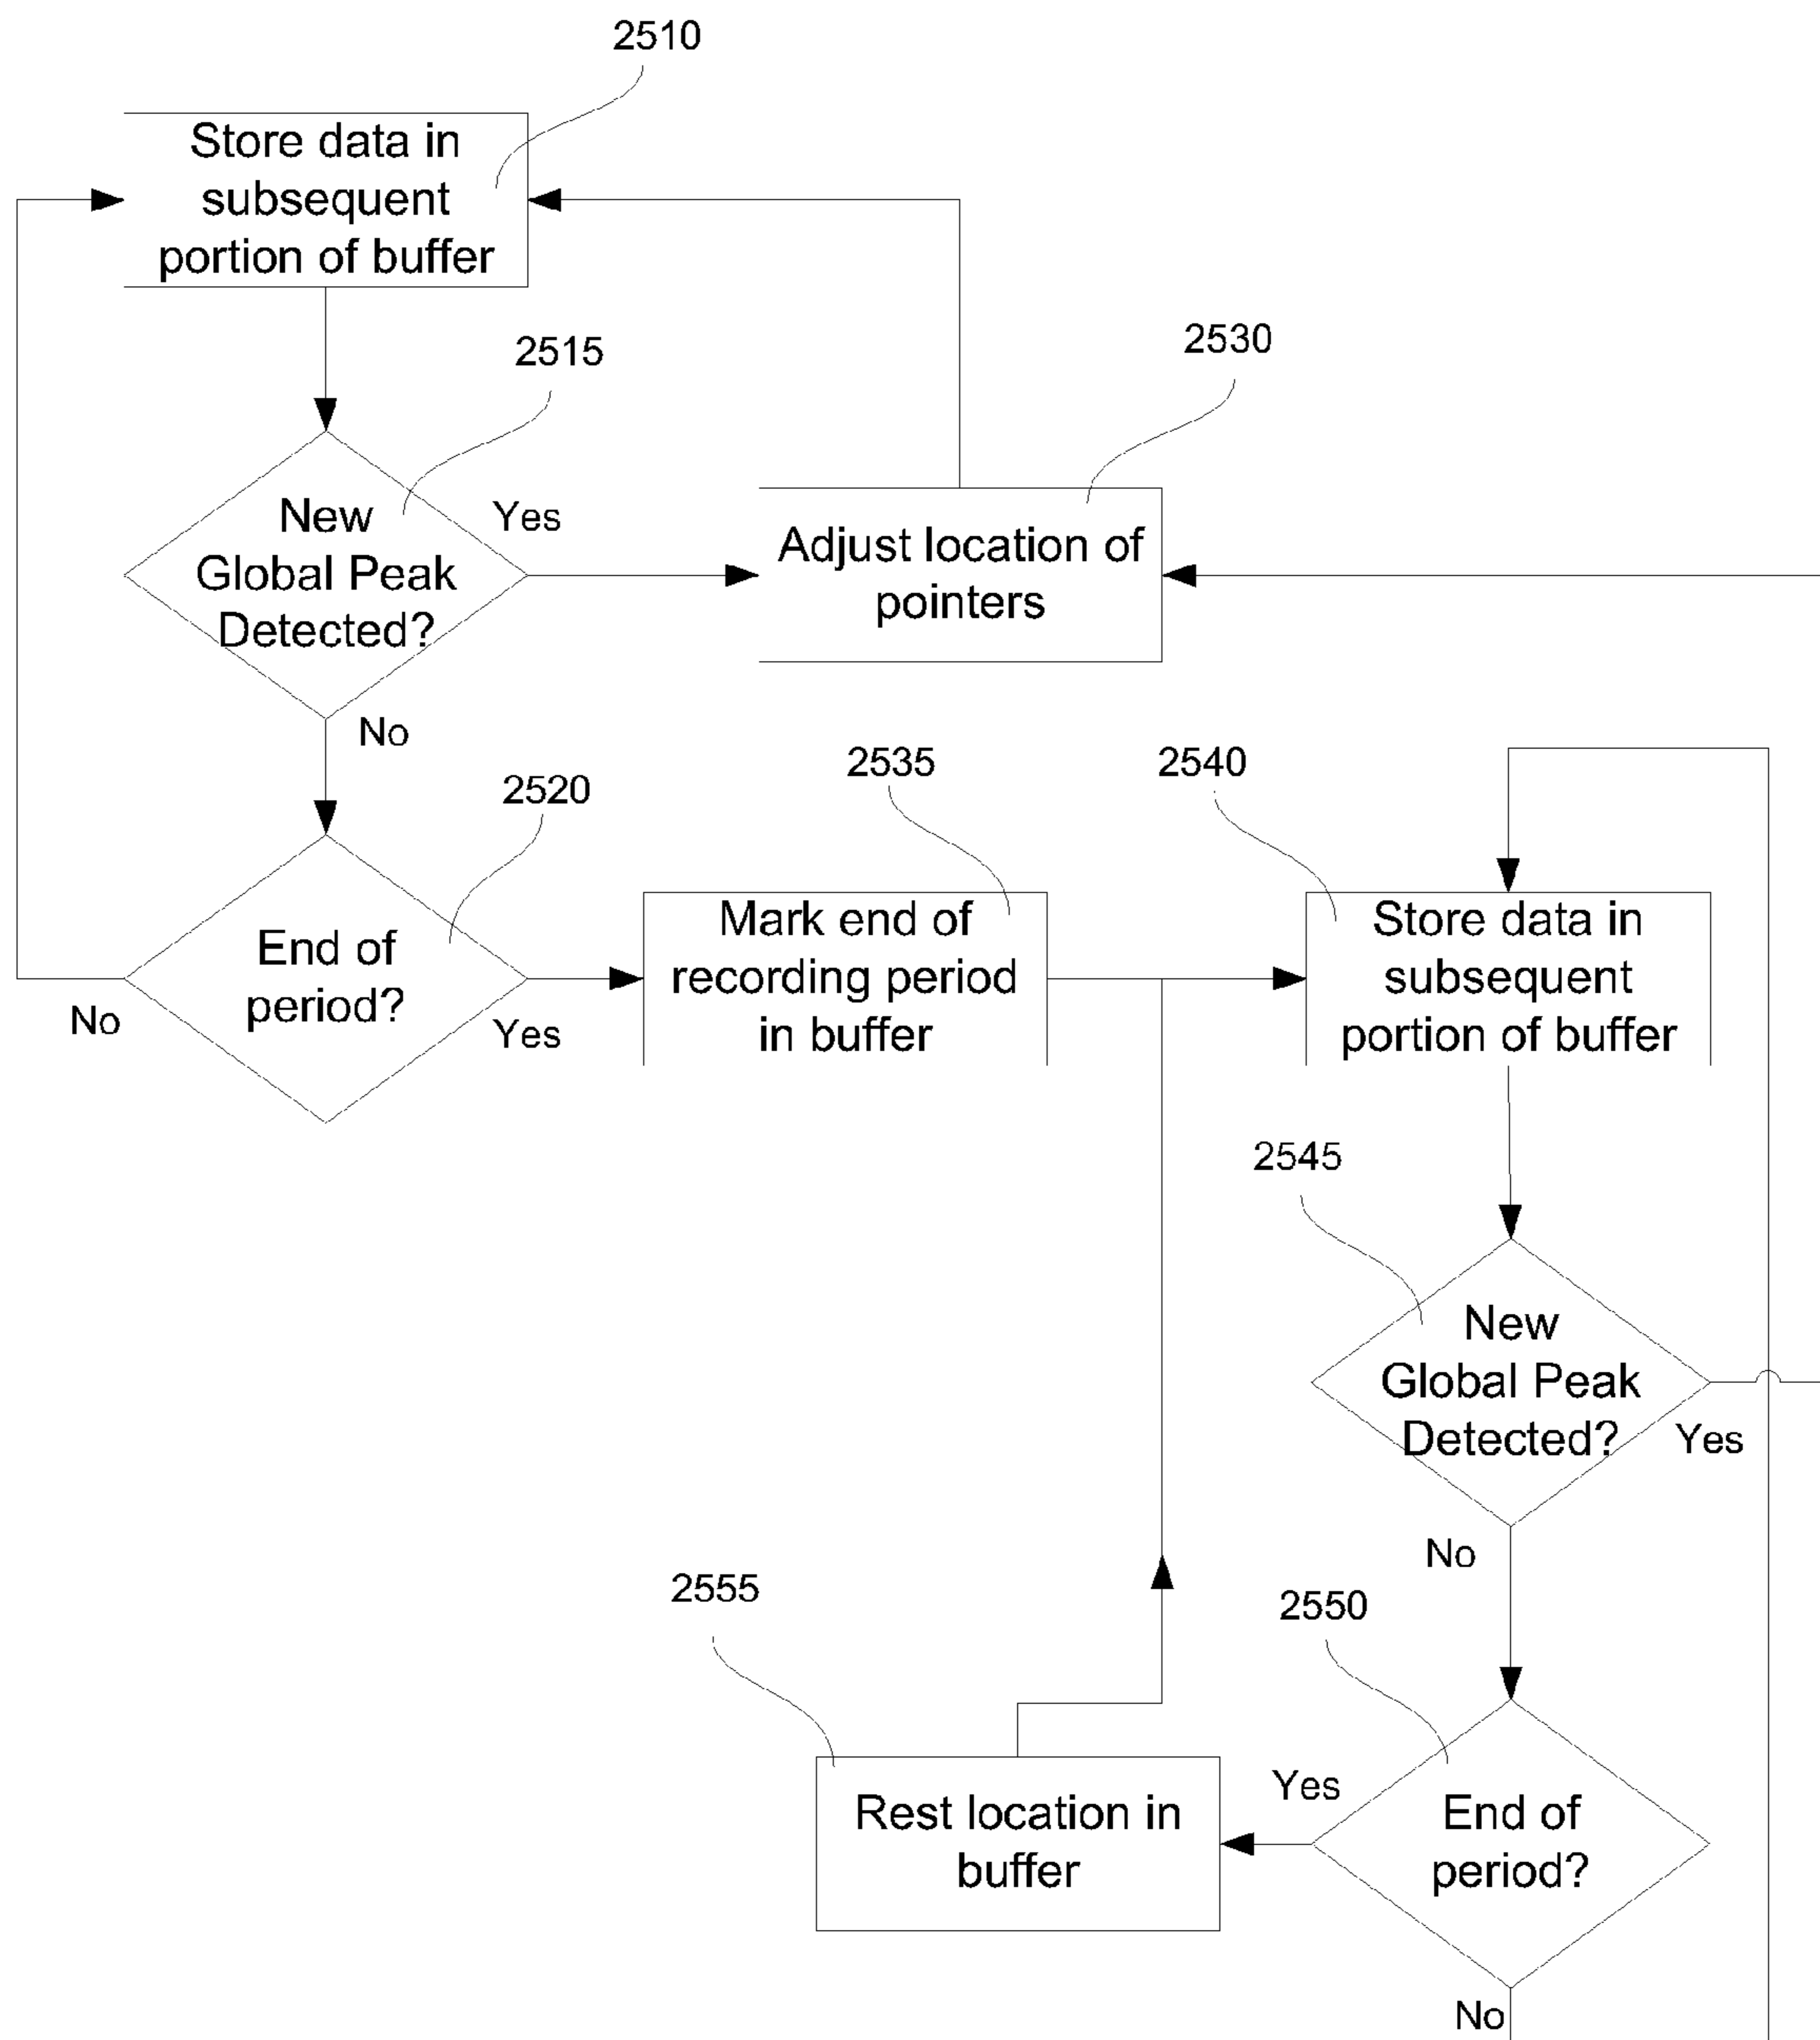 2510
Store data in
subsequent
portion of buffer
2515
2530
New
Global Peak
Detected?
Yes
Adjust location of
pointers
No
2520
2535
2540
End of
period?
No
Yes
Mark end of
recording period
in buffer
Store data in
subsequent
portion of buffer
2545
New
Global Peak
Detected?
Yes
No
2555
2550
Rest location in
buffer
Yes
End of
period?
No